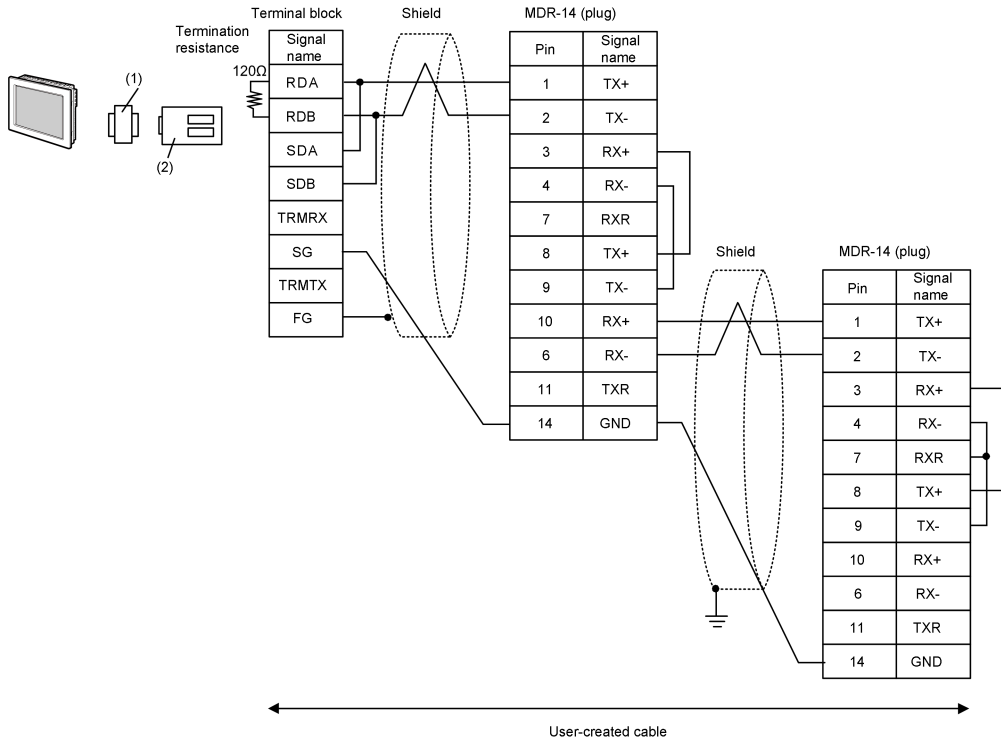 Terminal block
Shield
MDR-14 (plug)
Termination
resistance
120Ω
(1)
(2)
Signal
name
RDA
RDB
SDA
SDB
TRMRX
SG
TRMTX
FG
Pin
Signal
name
1
TX+
2
TX-
3
RX+
4
RX-
7
RXR
8
TX+
9
TX-
10
RX+
6
RX-
11
TXR
14
GND
Shield
MDR-14 (plug)
Pin
Signal
name
1
TX+
2
TX-
3
RX+
4
RX-
7
RXR
8
TX+
9
TX-
10
RX+
6
RX-
11
TXR
14
GND
User-created cable